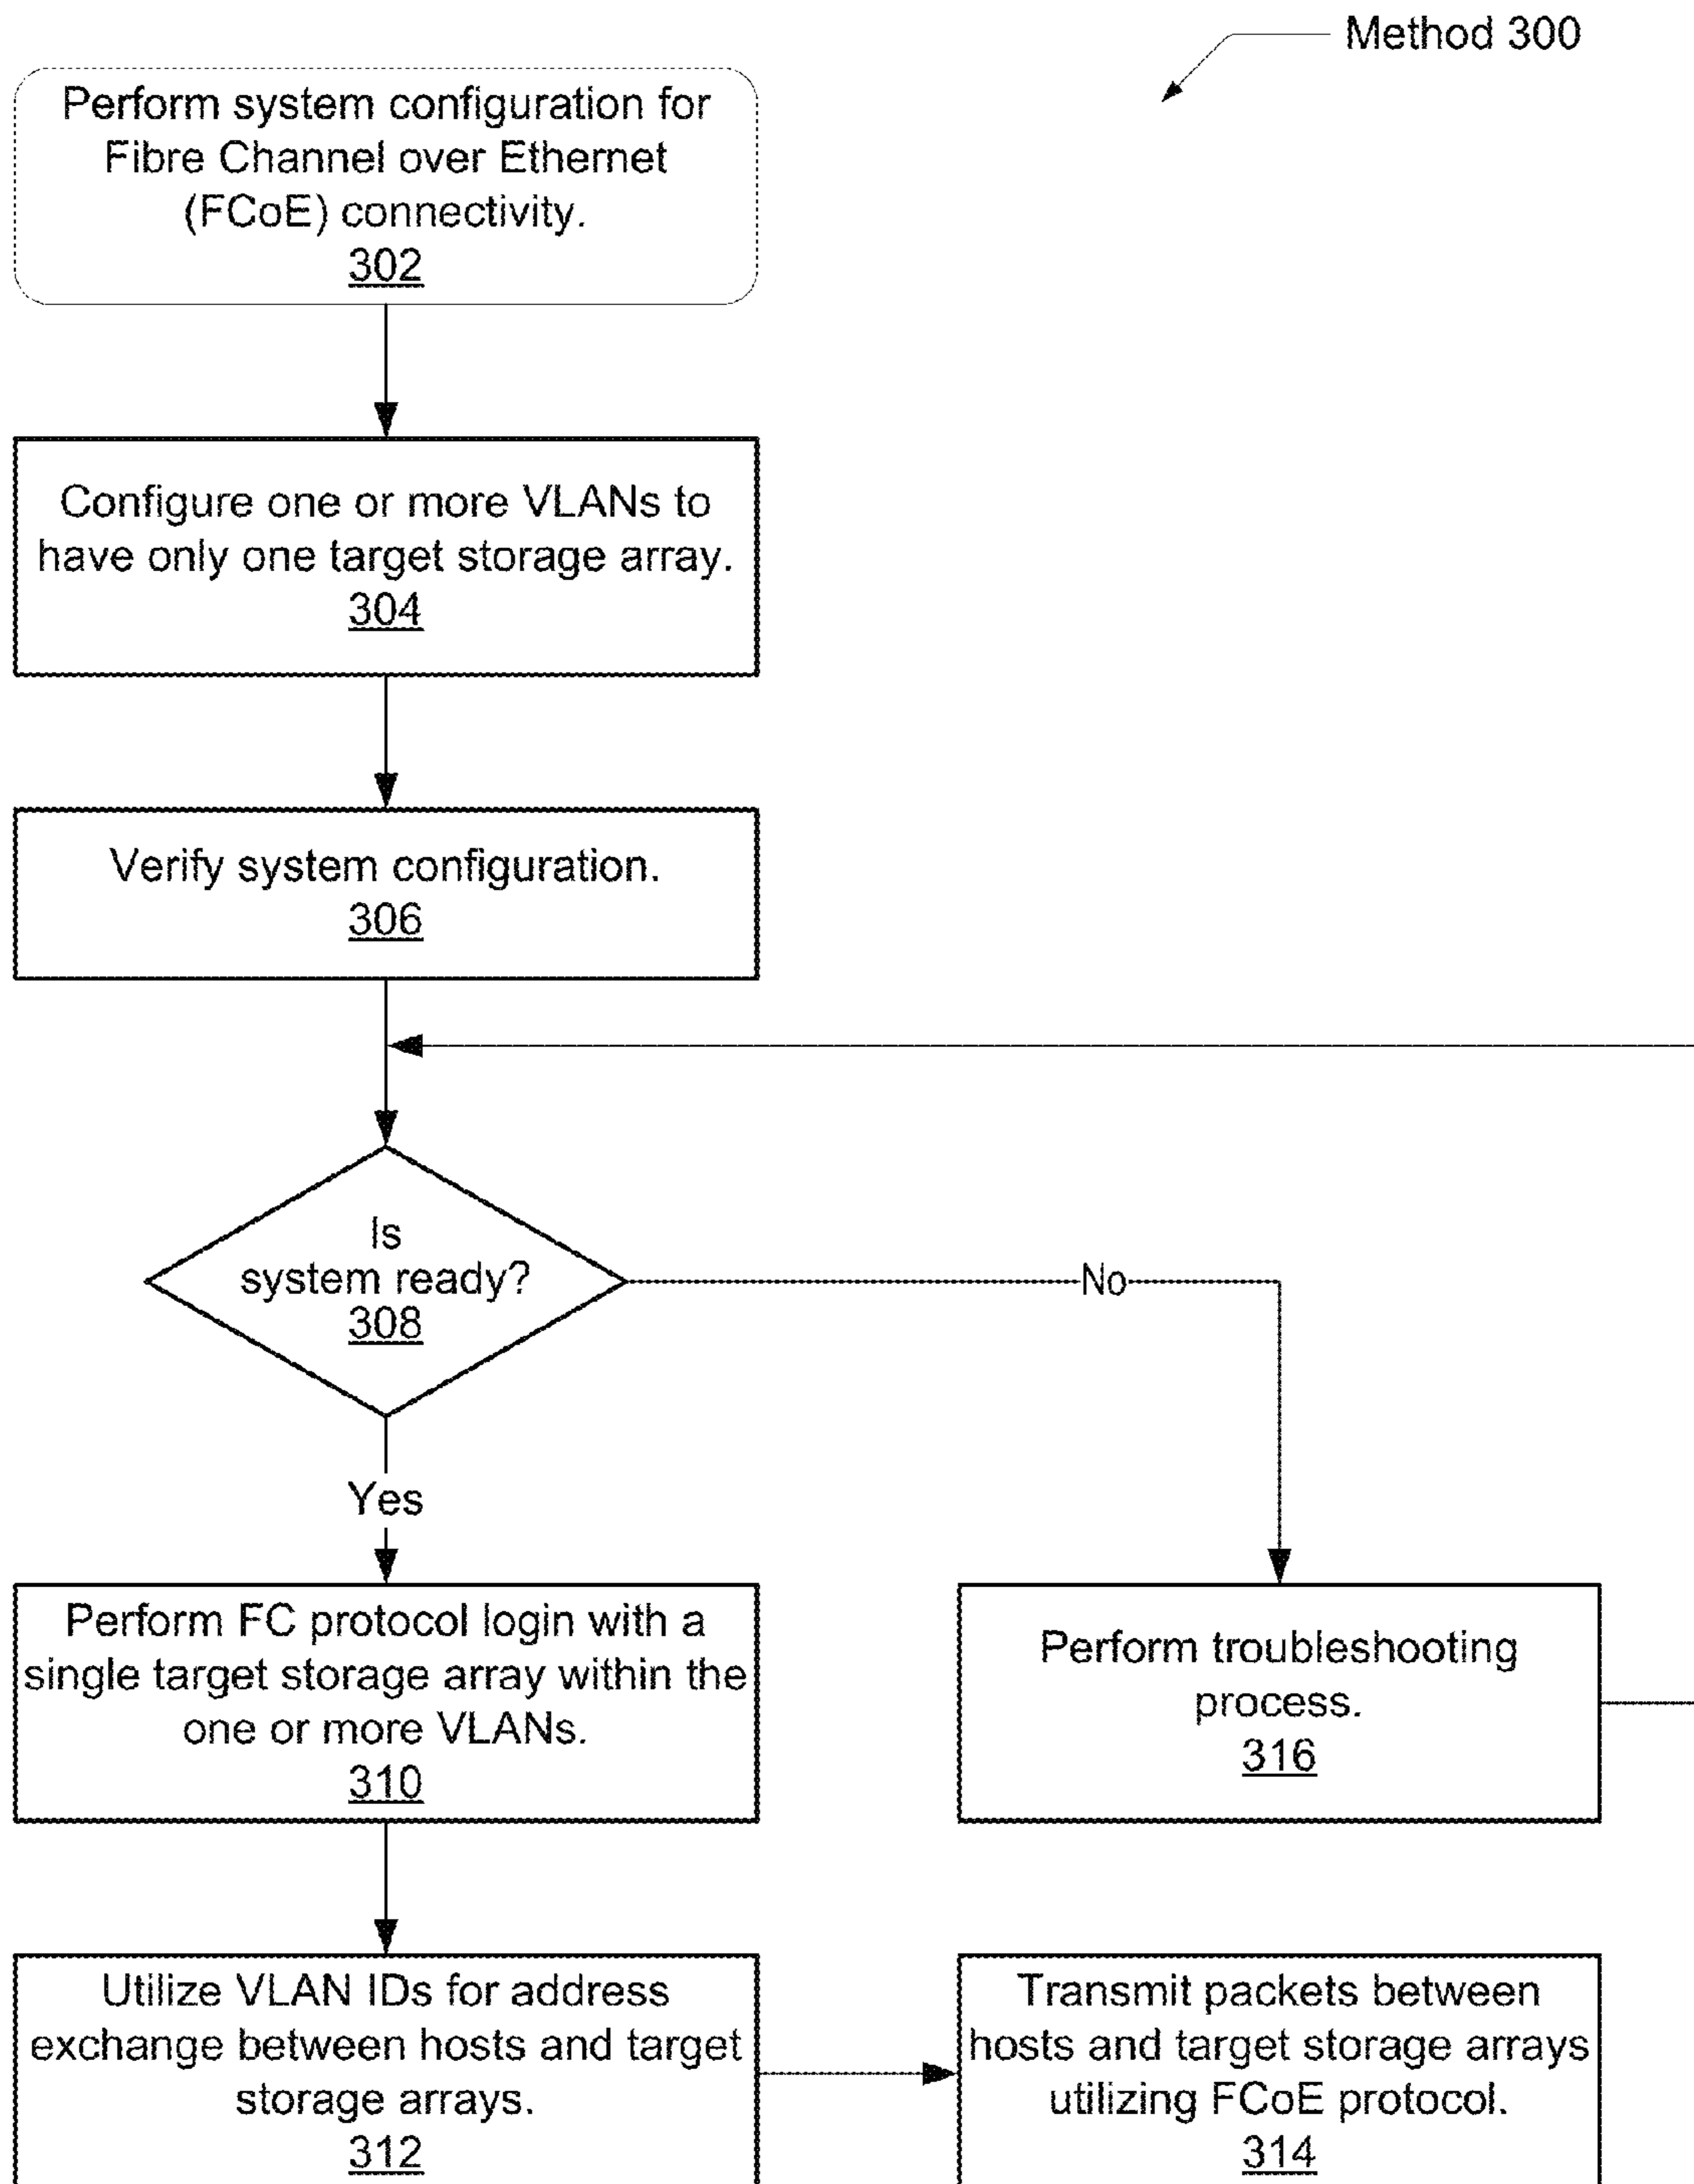 Method 300
Perform system configuration for
Fibre Channel over Ethernet
(FCoE) connectivity.
302
Configure one or more VLANs to
have only one target storage array.
304
Verify system configuration.
306
Is
system ready?
308
No
Yes
Perform FC protocol login with a
single target storage array within the
one or more VLANs.
310
Perform troubleshooting
process.
316
Utilize VLAN IDs for address
exchange between hosts and target
storage arrays.
312
Transmit packets between
hosts and target storage arrays
utilizing FCoE protocol.
314